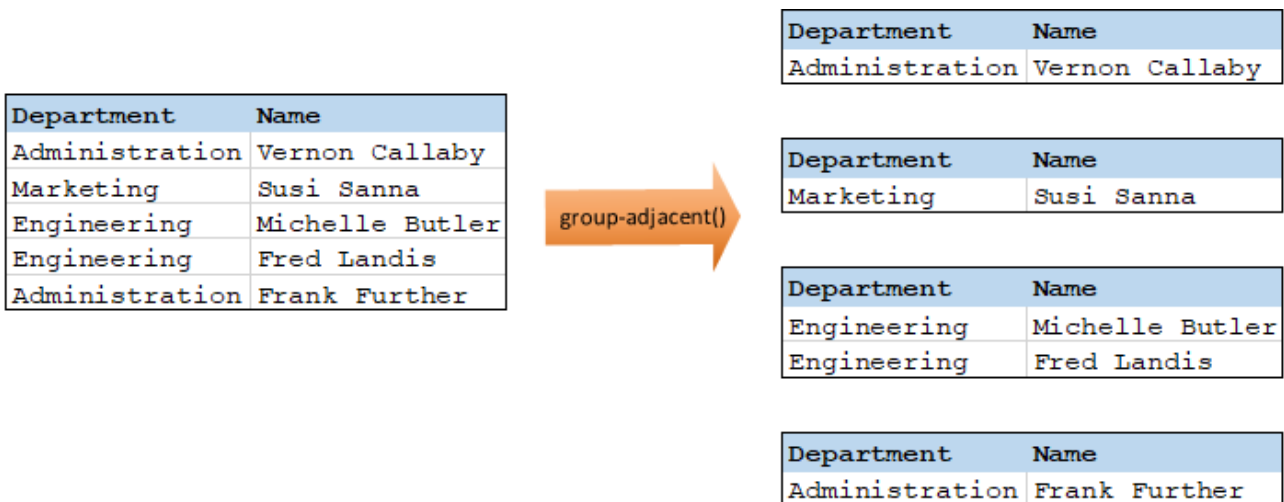 Department Name
Administration Vernon Callaby
Marketing Susi Sanna
Engineering Michelle Butler
Engineering Fred Landis
Administration Frank Further
group-adjacent()
Department Name
Administration Vernon Callaby
Department Name
Marketing Susi Sanna
Department Name
Engineering Michelle Butler
Engineering Fred Landis
Department Name
Administration Frank Further